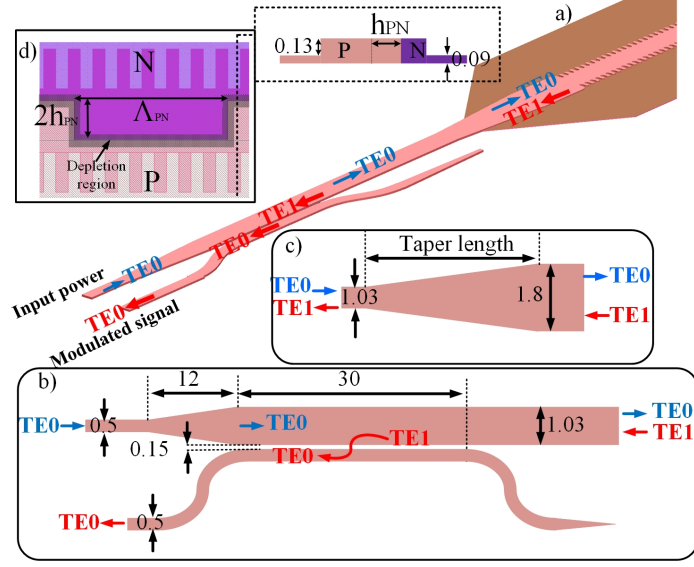 d)
N
2hPN
ΛPN
Depletion
region
P
hPN
0.13
P
N
0.09
a)
TE0
TE1
TE0
TE1
TE0
TE0
Input power
TE0
Modulated signal
c)
Taper length
TE0
TE1
1.03
1.8
TE0
TE1
b)
12
30
TE0
0.5
TE0
1.03
TE0
TE1
0.15
TE1
TE0
TE0
0.5